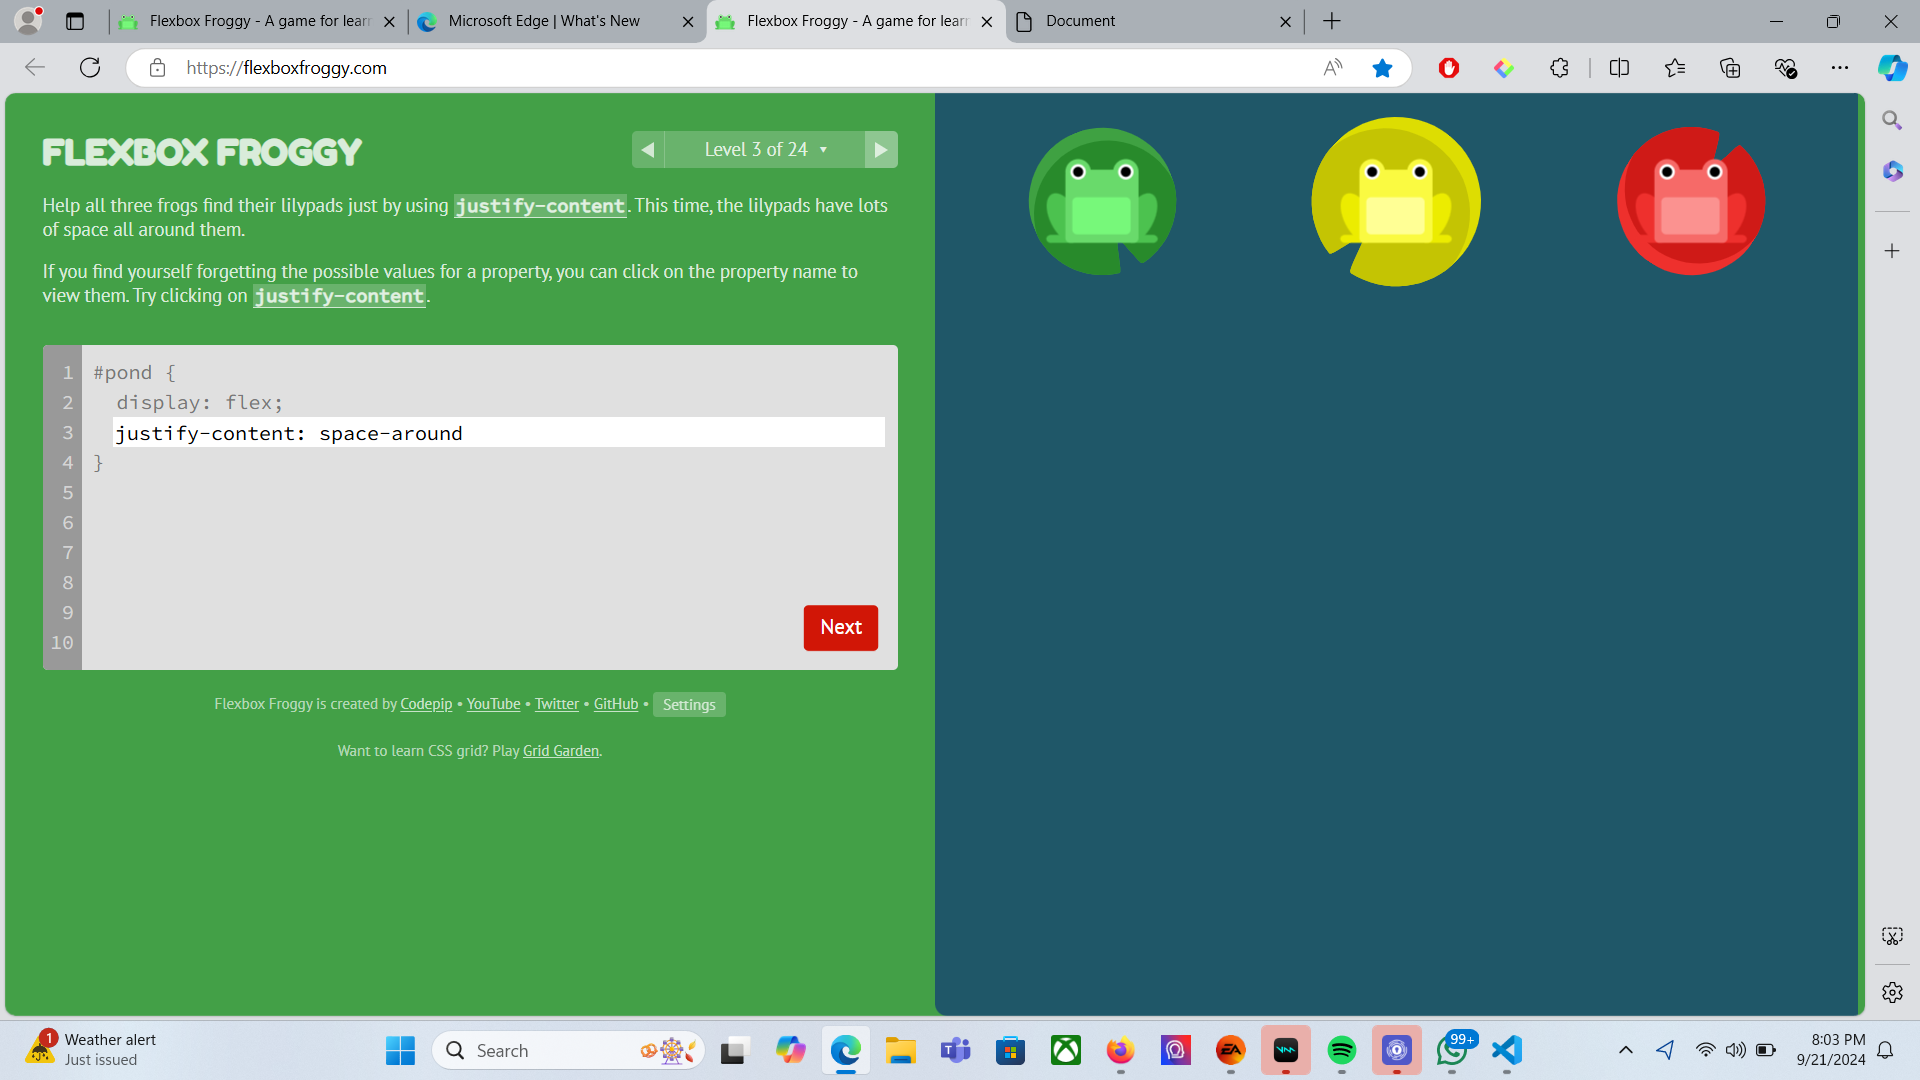 Flexbox Froggy - A game for learn
Microsoft Edge | What's New
Flexbox Froggy - A game for learn
Document
https://flexboxfroggy.com
FLEXBOX FROGGY
Level 3 of 24
Help all three frogs find their lilypads just by using justify-content. This time, the lilypads have lots
of space all around them.
If you find yourself forgetting the possible values for a property, you can click on the property name to
view them. Try clicking on justify-content.
1 #pond {
2 display: flex;
3 justify-content: space-around
4 }
5
6
7
8
9
10
Next
Flexbox Froggy is created by Codepip • YouTube • Twitter • GitHub • Settings
Want to learn CSS grid? Play Grid Garden.
1
Weather alert
Just issued
Search
99+
8:03 PM
9/21/2024